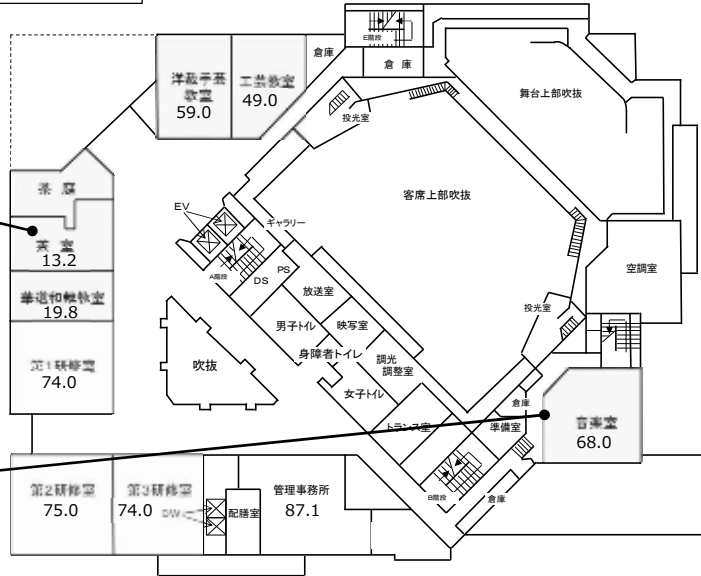 E階段
倉庫
倉庫
洋裁手芸
教室
59.0
工芸教室
49.0
舞台上部吹抜
投光室
茶庭
客席上部吹抜
EV
ギャラリー
茶室
13.2
A階段
PS
DS
空調室
放送室
華道和雑教室
19.8
投光室
男子トイレ
映写室
身障者トイレ
吹抜
第1研修室
74.0
調光
調整室
女子トイレ
倉庫
トランス室
準備室
音楽室
68.0
第2研修室
75.0
第3研修室
74.0
DW
配膳室
管理事務所
87.1
B階段
倉庫